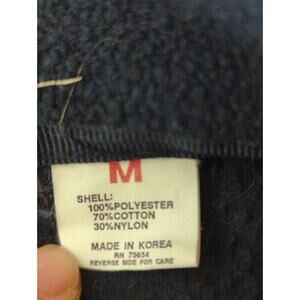 M
SHELL:
100%POLYESTER
70%COTTON
30%NYLON
MADE IN KOREA
RN 75654
REVERSE SIDE FOR CARE